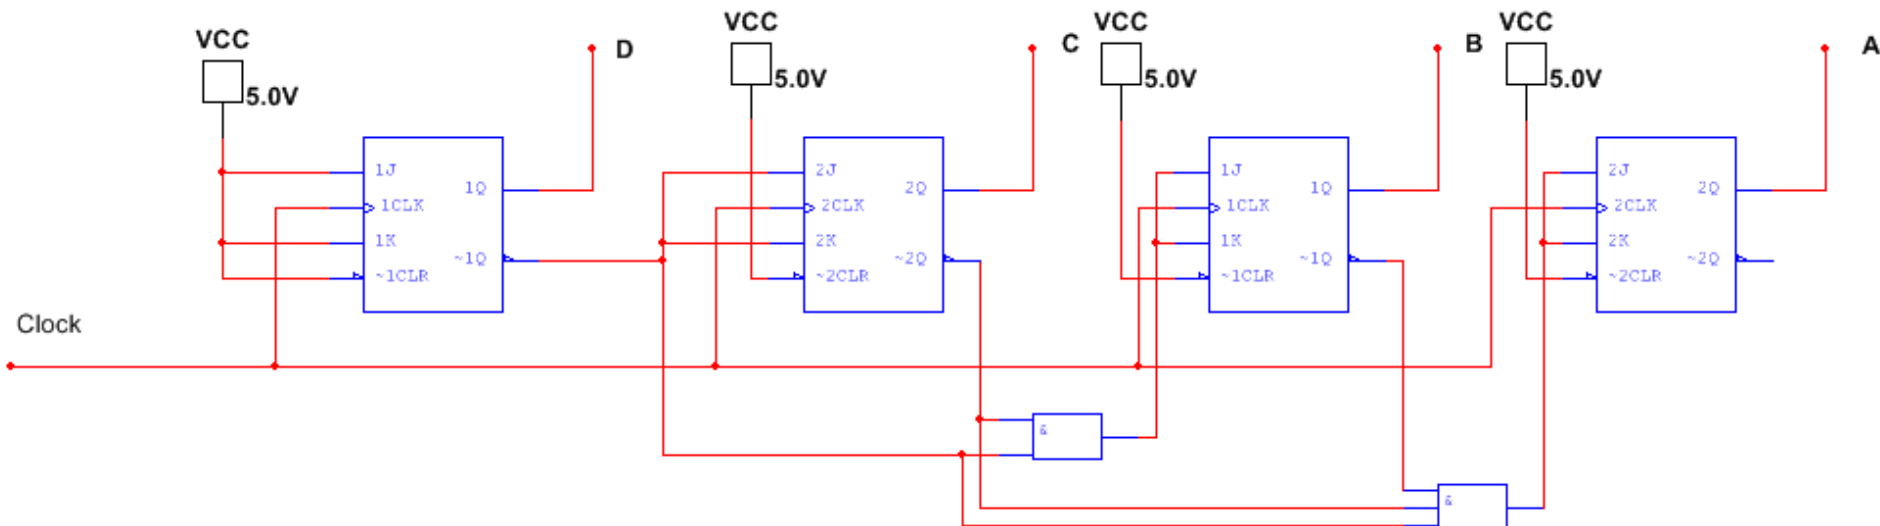 VCC
5.0V
D
VCC
5.0V
C
VCC
5.0V
B
VCC
5.0V
A
1J
1CLK
1K
~1CLR
1Q
~1Q
2J
2CLK
2K
~2CLR
2Q
~2Q
1J
1CLK
1K
~1CLR
1Q
~1Q
2J
2CLK
2K
~2CLR
2Q
~2Q
Clock
&
&